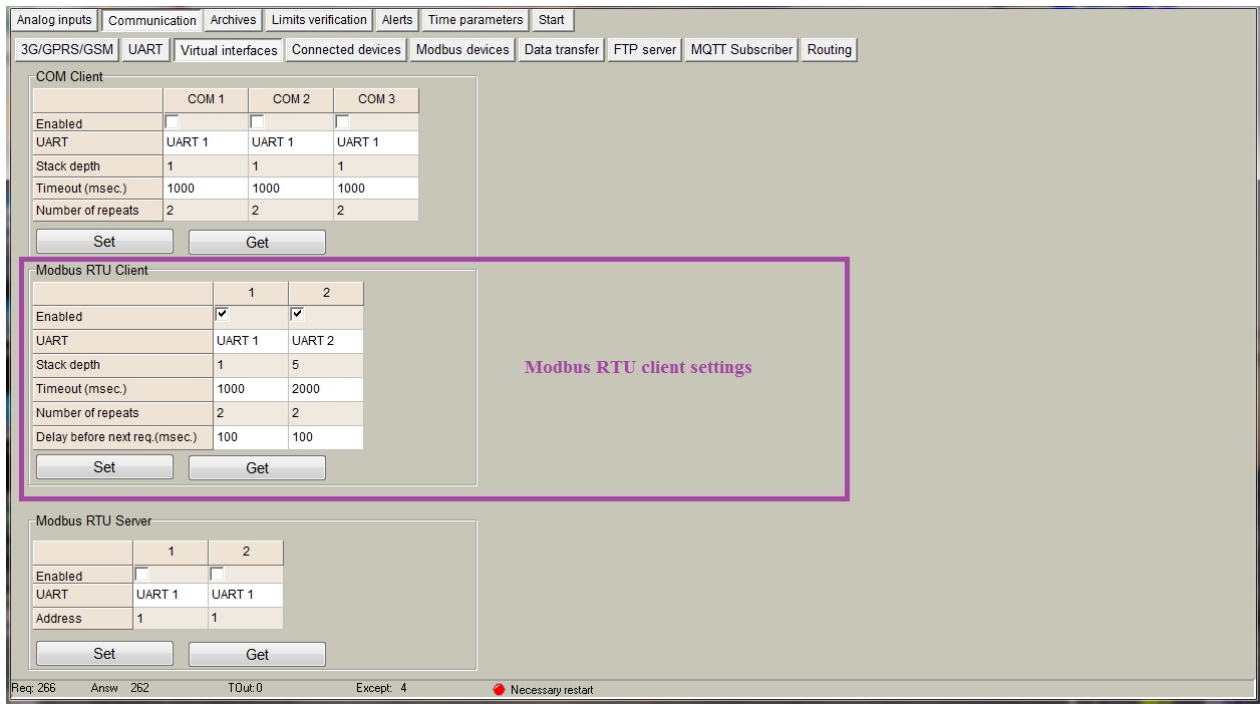 Analog inputs Communication Archives Limits verification Alerts Time parameters Start
3G/GPRS/GSM UART Virtual interfaces Connected devices Modbus devices Data transfer FTP server MQTT Subscriber Routing
COM Client
COM 1 COM 2 COM 3
Enabled
UART UART 1 UART 1 UART 1
Stack depth 1 1 1
Timeout (msec.) 1000 1000 1000
Number of repeats 2 2 2
Set Get
Modbus RTU Client
1 2
Enabled
UART UART 1 UART 2
Stack depth 1 5
Modbus RTU client settings
Timeout (msec.) 1000 2000
Number of repeats 2 2
Delay before next req.(msec.) 100 100
Set Get
Modbus RTU Server
1 2
Enabled
UART UART 1 UART 1
Address 1 1
Set Get
Req: 266 Answ 262 TOut: 0 Except: 4 Necessary restart